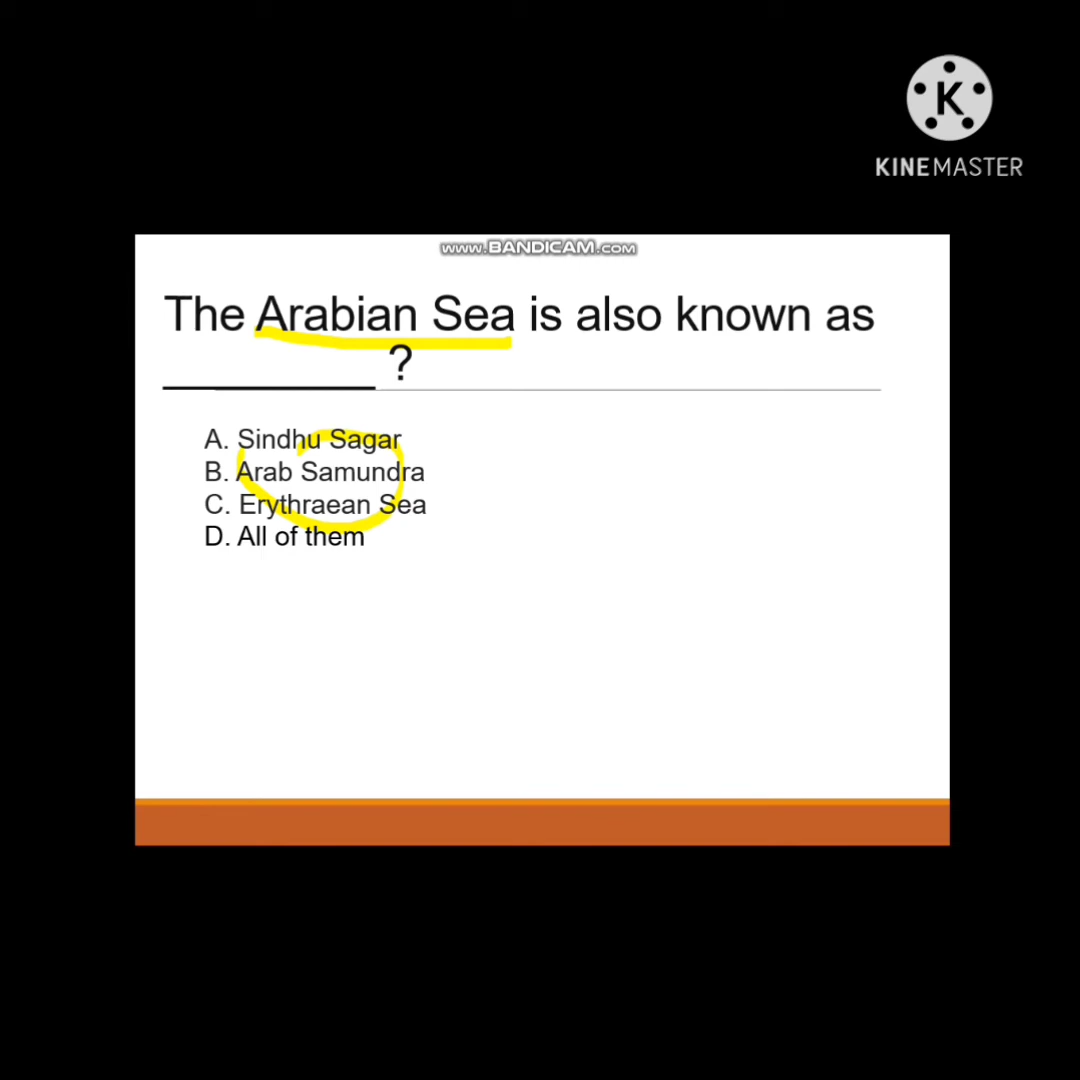 K
KINEMASTER
www.BANDICAM.com
The Arabian Sea is also known as
__________ ?
A. Sindhu Sagar
B. Arab Samundra
C. Erythraean Sea
D. All of them